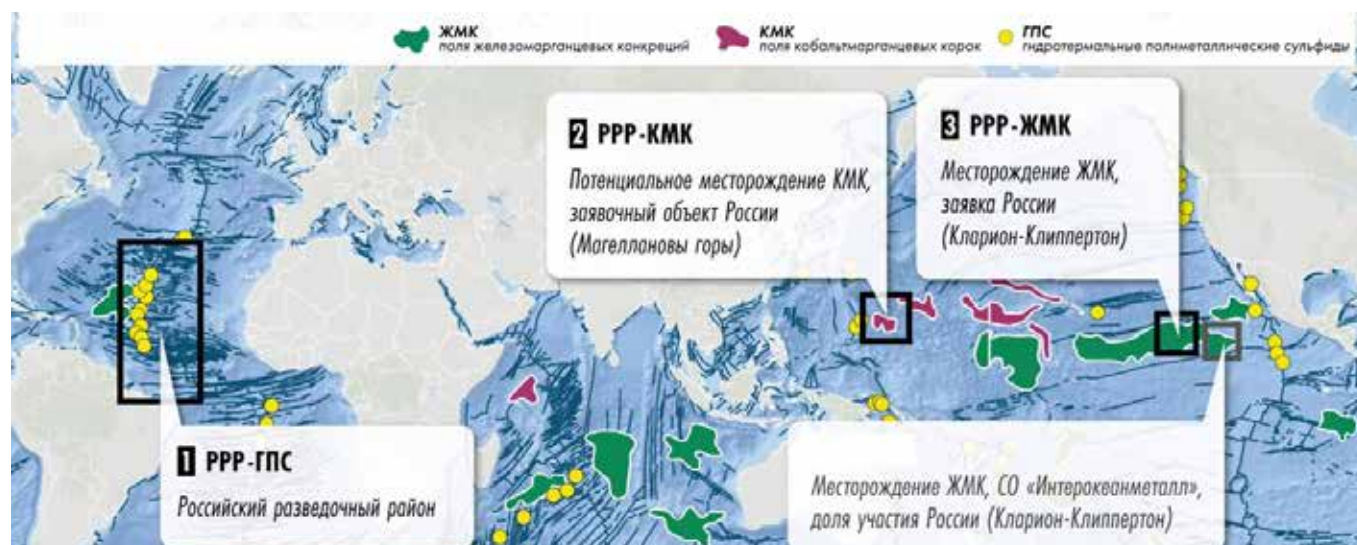 ЖМК
поля железомарганцевых конкреций
КМК
поля кобальтмарганцевых корок
ГПС
гидротермальные полиметаллические сульфиды
2 РРР-КМК
Потенциальное месторождение КМК,
заявочный объект России
(Магеллановы горы)
3 РРР-ЖМК
Месторождение ЖМК,
заявка России
(Кларион-Клиппертон)
1 РРР-ГПС
Российский разведочный район
Месторождение ЖМК, СО «Интерокеанметалл»,
доля участия России (Кларион-Клиппертон)